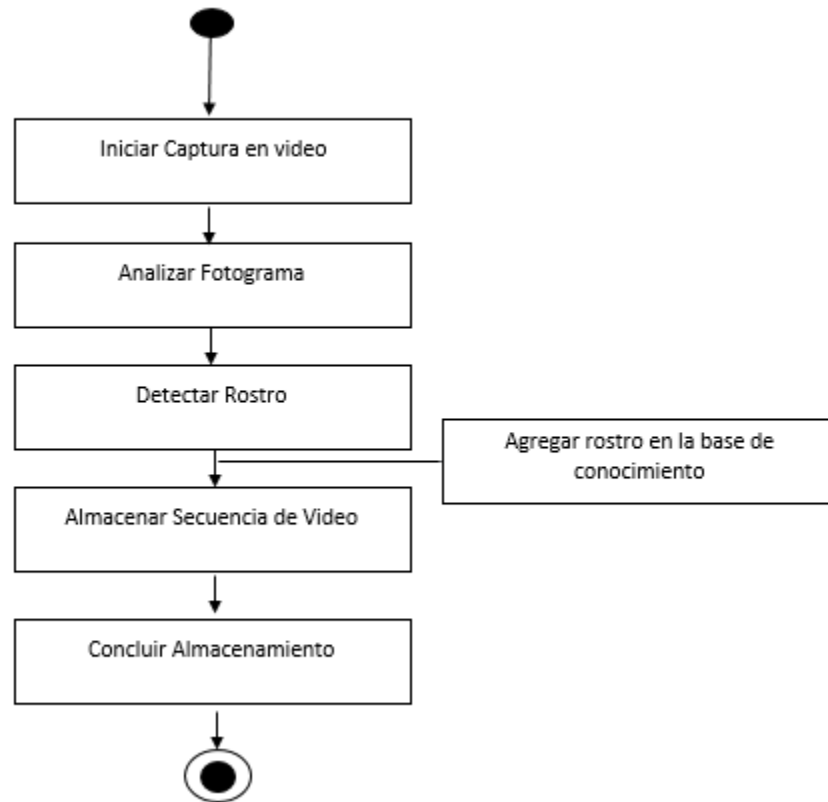 Iniciar Captura en video
Analizar Fotograma
Detectar Rostro
Agregar rostro en la base de
conocimiento
Almacenar Secuencia de Video
Concluir Almacenamiento